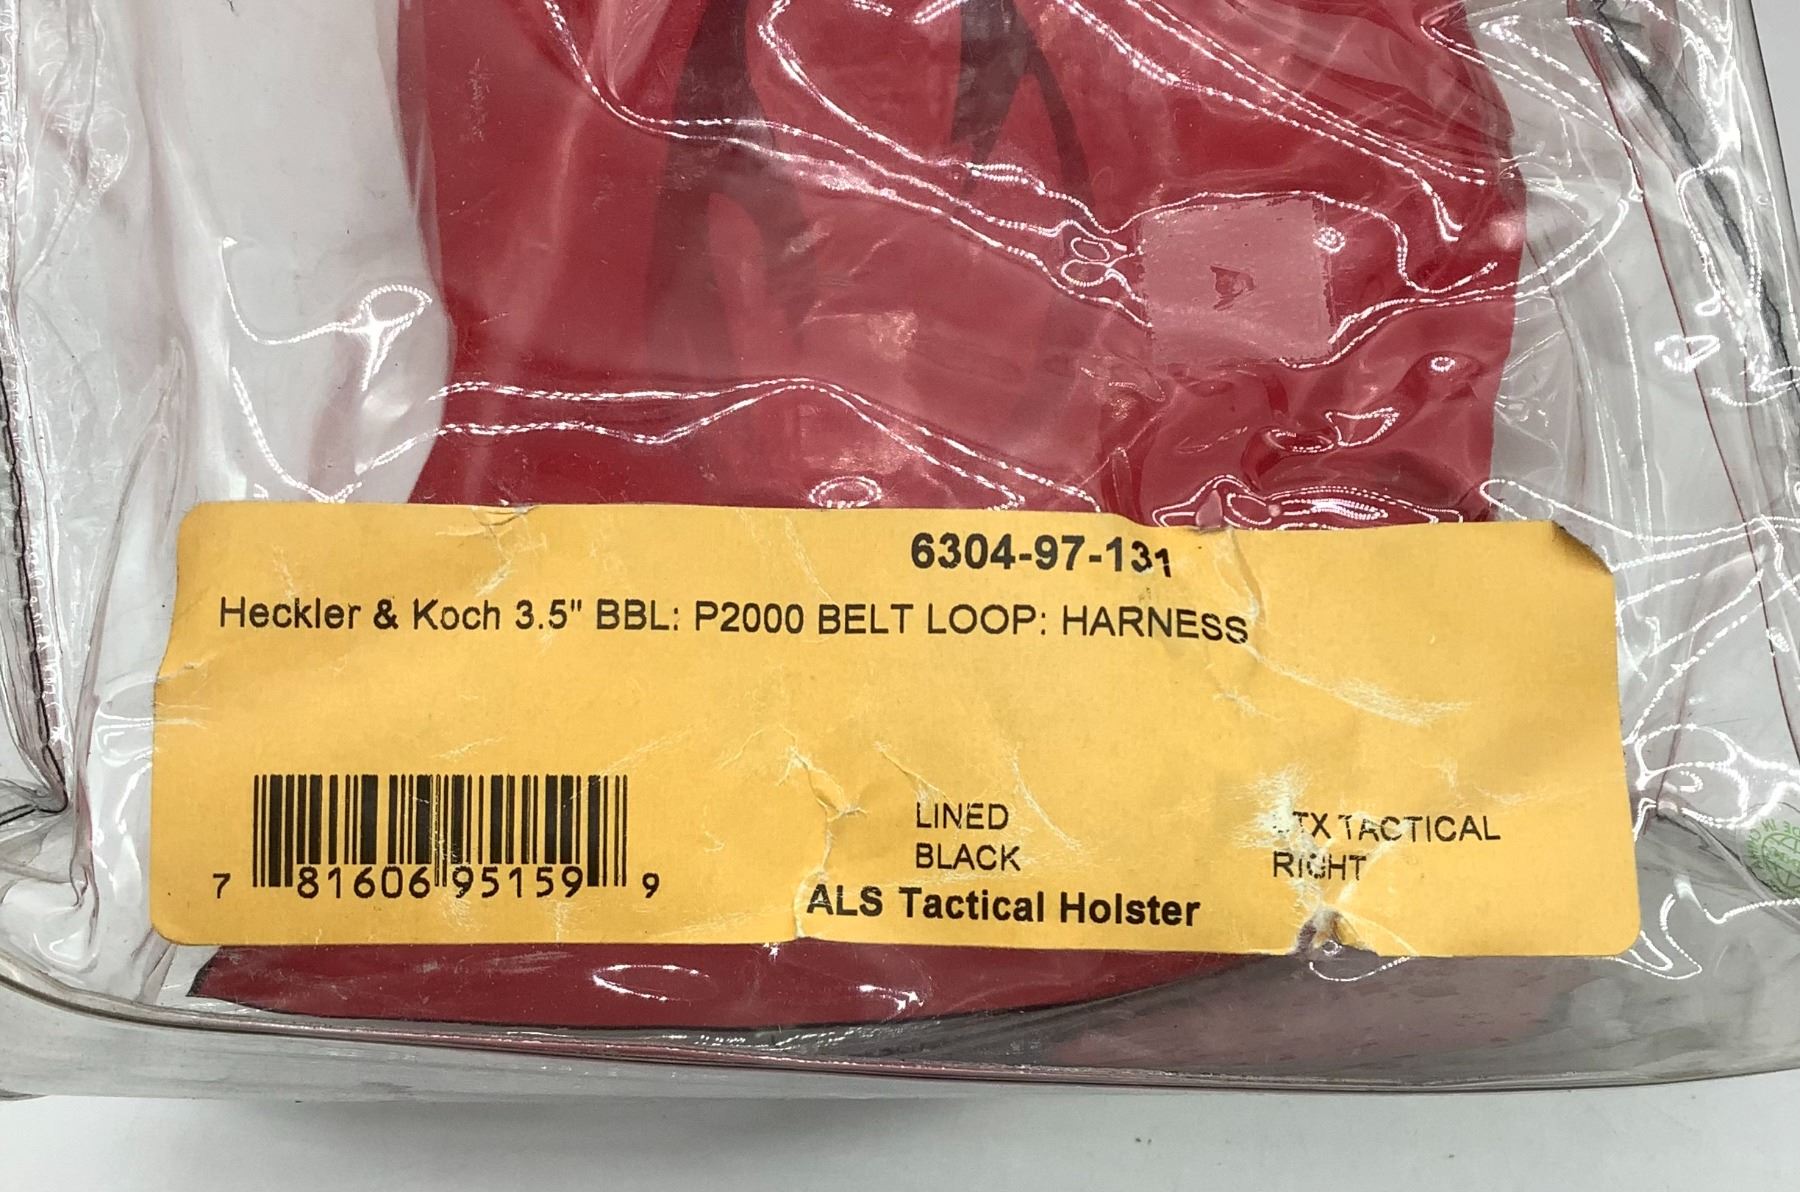 6304-97-131
Heckler & Koch 3.5" BBL: P2000 BELT LOOP: HARNESS
LINED
BLACK
TACTICAL
RIGHT
ALS Tactical Holster
7 81606 95159 9